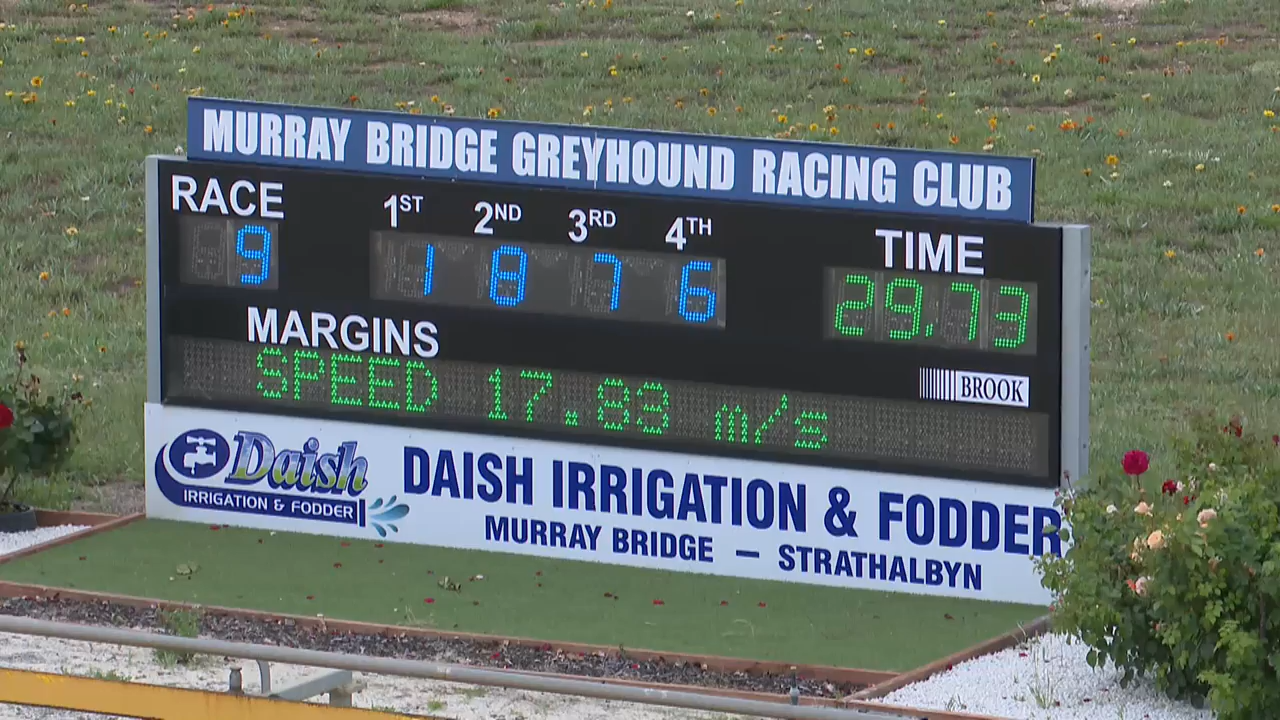 MURRAY BRIDGE GREYHOUND RACING CLUB
RACE 1ST 2ND 3RD 4TH TIME
9 1 8 7 6 29.73
MARGINS
BROOK
SPEED 17.83 m/s
Daish
IRRIGATION & FODDER
DAISH IRRIGATION & FODDER
MURRAY BRIDGE — STRATHALBYN